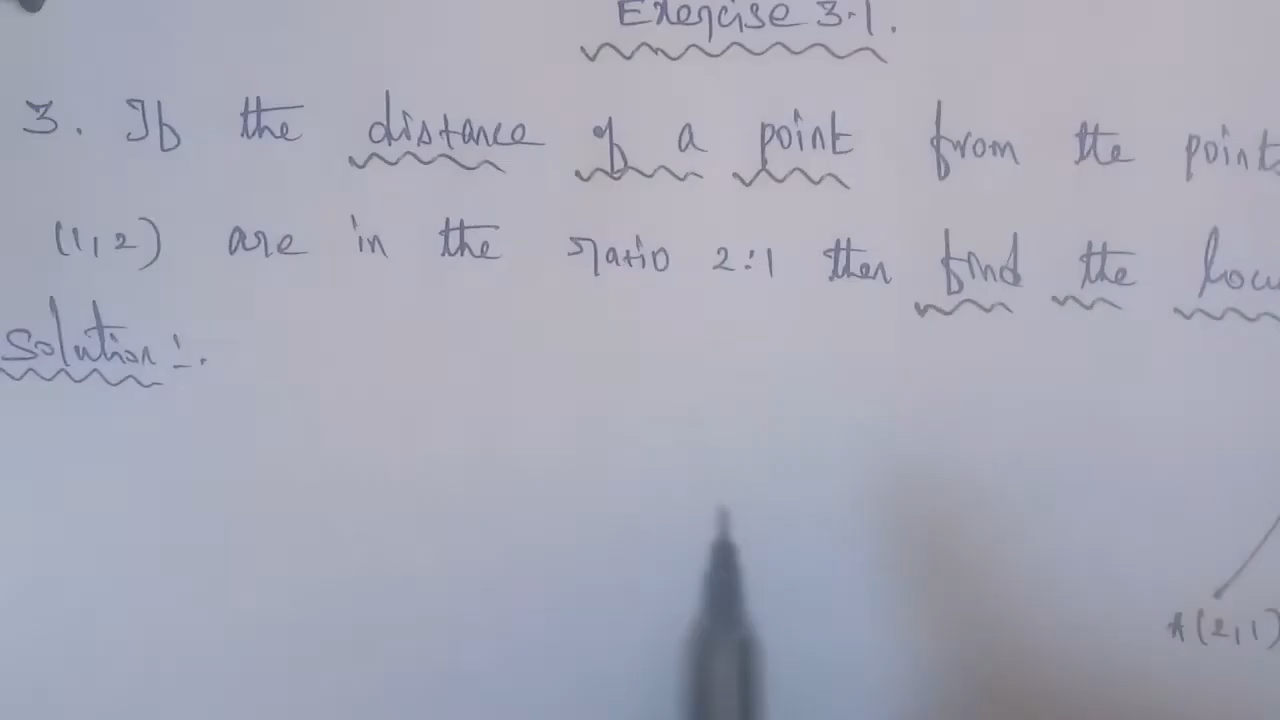 Exercise 3.1.
3. If the distance of a point from the point
(1,2) are in the ratio 2:1 then find the locu
Solution:-.
A(2,1)